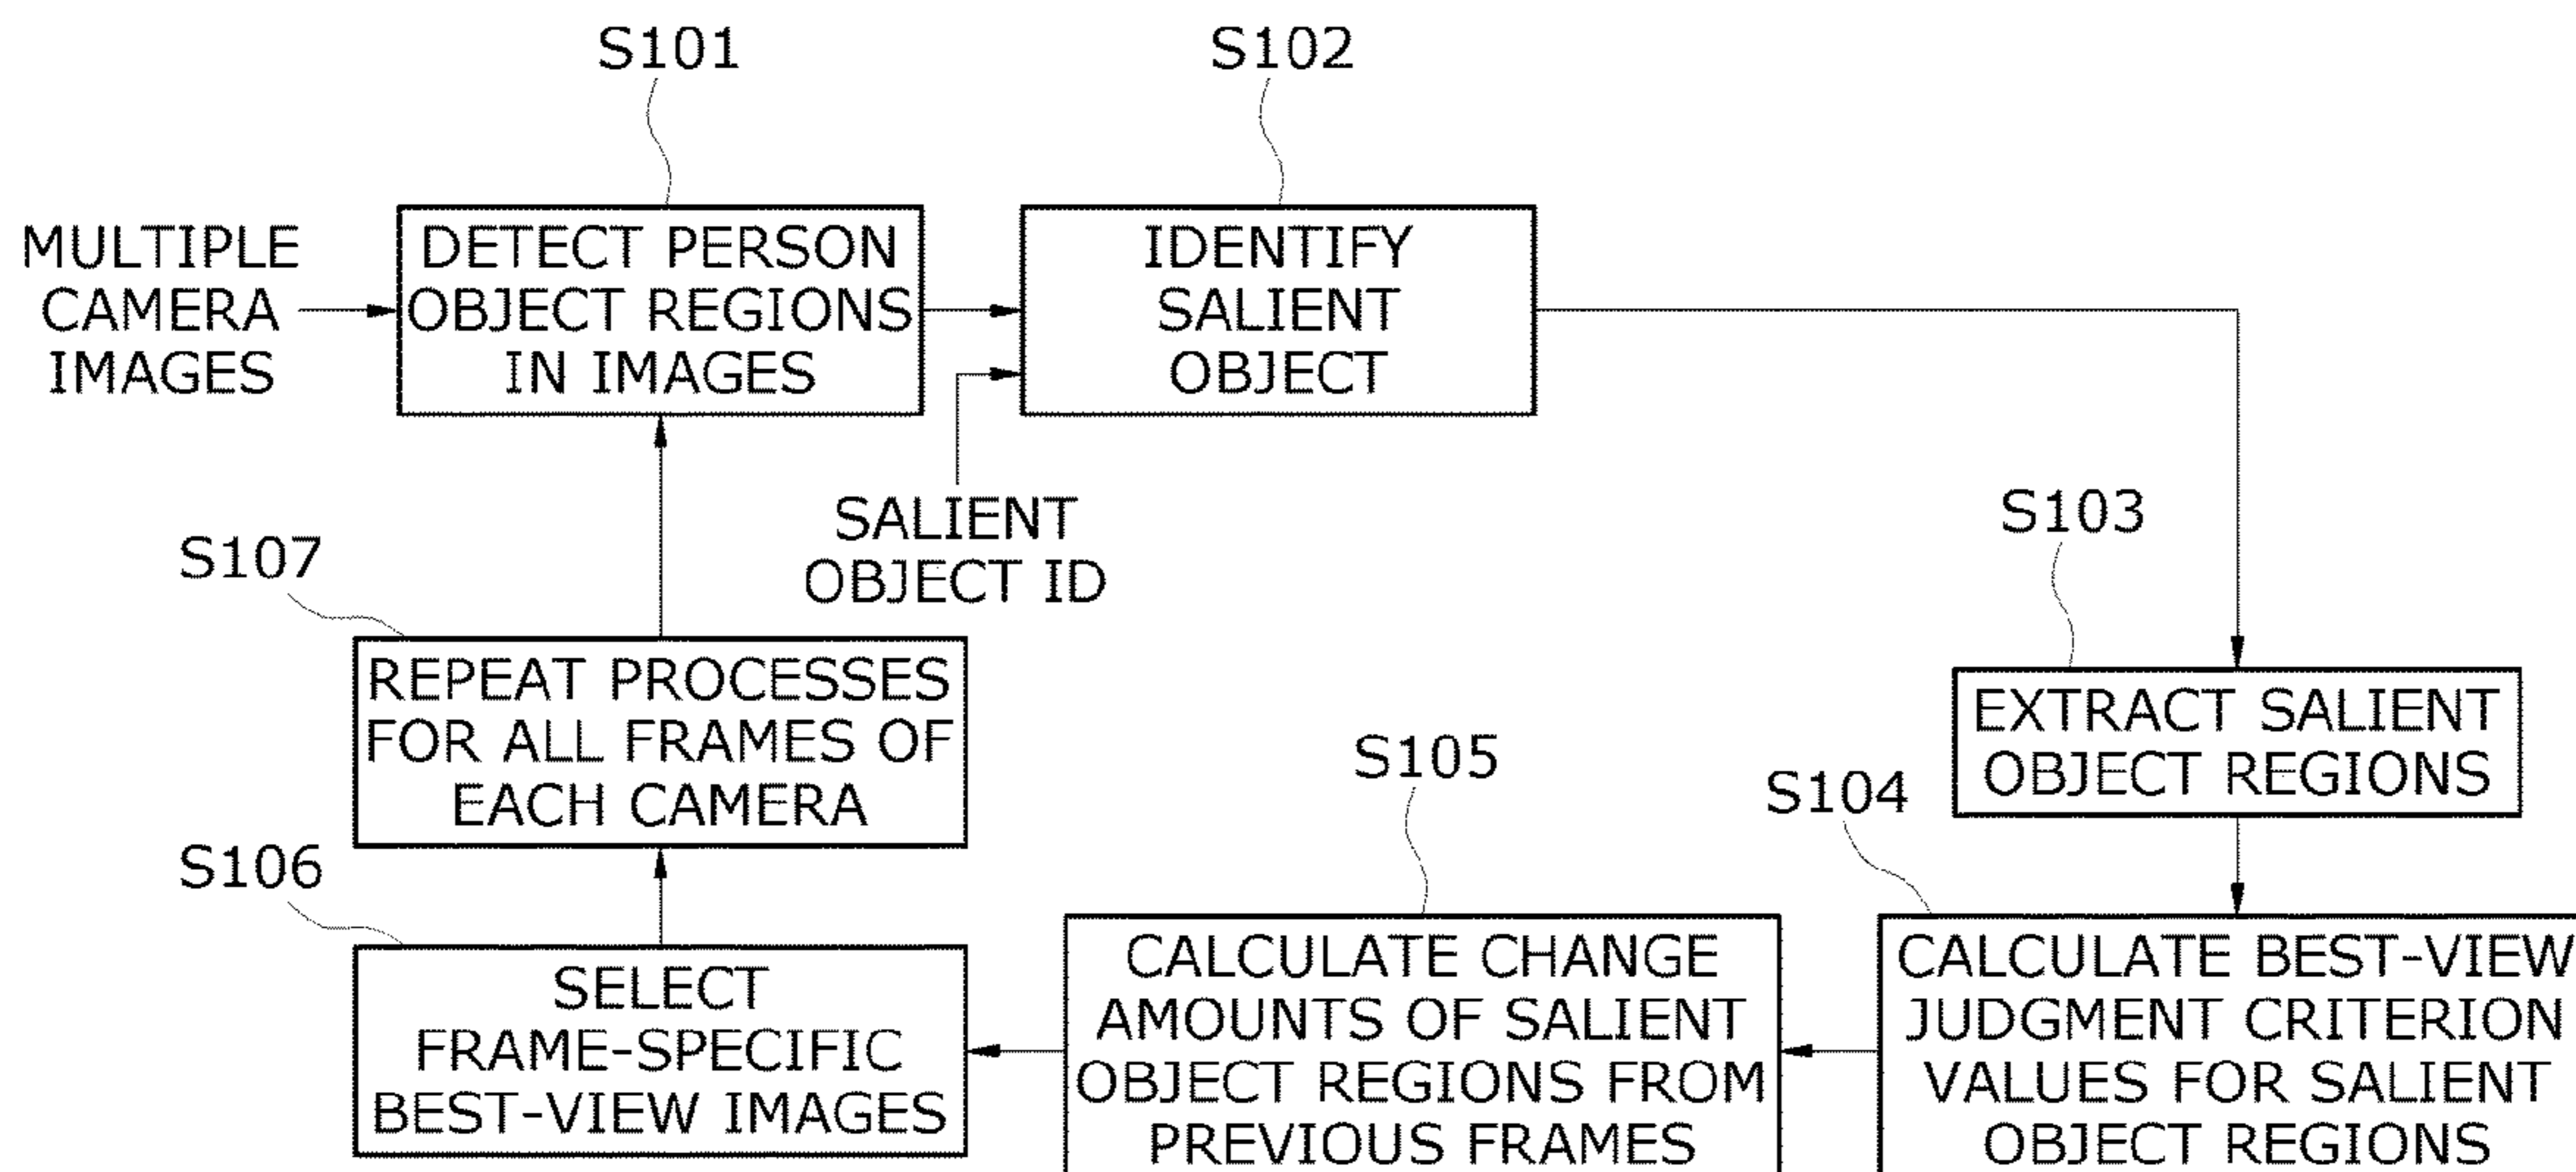 S101
S102
MULTIPLE
CAMERA
IMAGES
DETECT PERSON
OBJECT REGIONS
IN IMAGES
IDENTIFY
SALIENT
OBJECT
SALIENT
OBJECT ID
S103
EXTRACT SALIENT
OBJECT REGIONS
S104
CALCULATE BEST-VIEW
JUDGMENT CRITERION
VALUES FOR SALIENT
OBJECT REGIONS
S105
CALCULATE CHANGE
AMOUNTS OF SALIENT
OBJECT REGIONS FROM
PREVIOUS FRAMES
S106
SELECT
FRAME-SPECIFIC
BEST-VIEW IMAGES
S107
REPEAT PROCESSES
FOR ALL FRAMES OF
EACH CAMERA